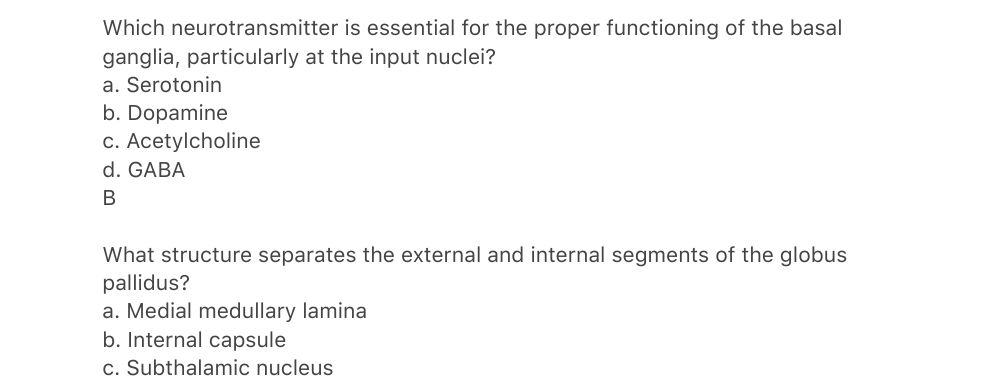 Which neurotransmitter is essential for the proper functioning of the basal
ganglia, particularly at the input nuclei?
a. Serotonin
b. Dopamine
c. Acetylcholine
d. GABA
B
What structure separates the external and internal segments of the globus
pallidus?
a. Medial medullary lamina
b. Internal capsule
c. Subthalamic nucleus